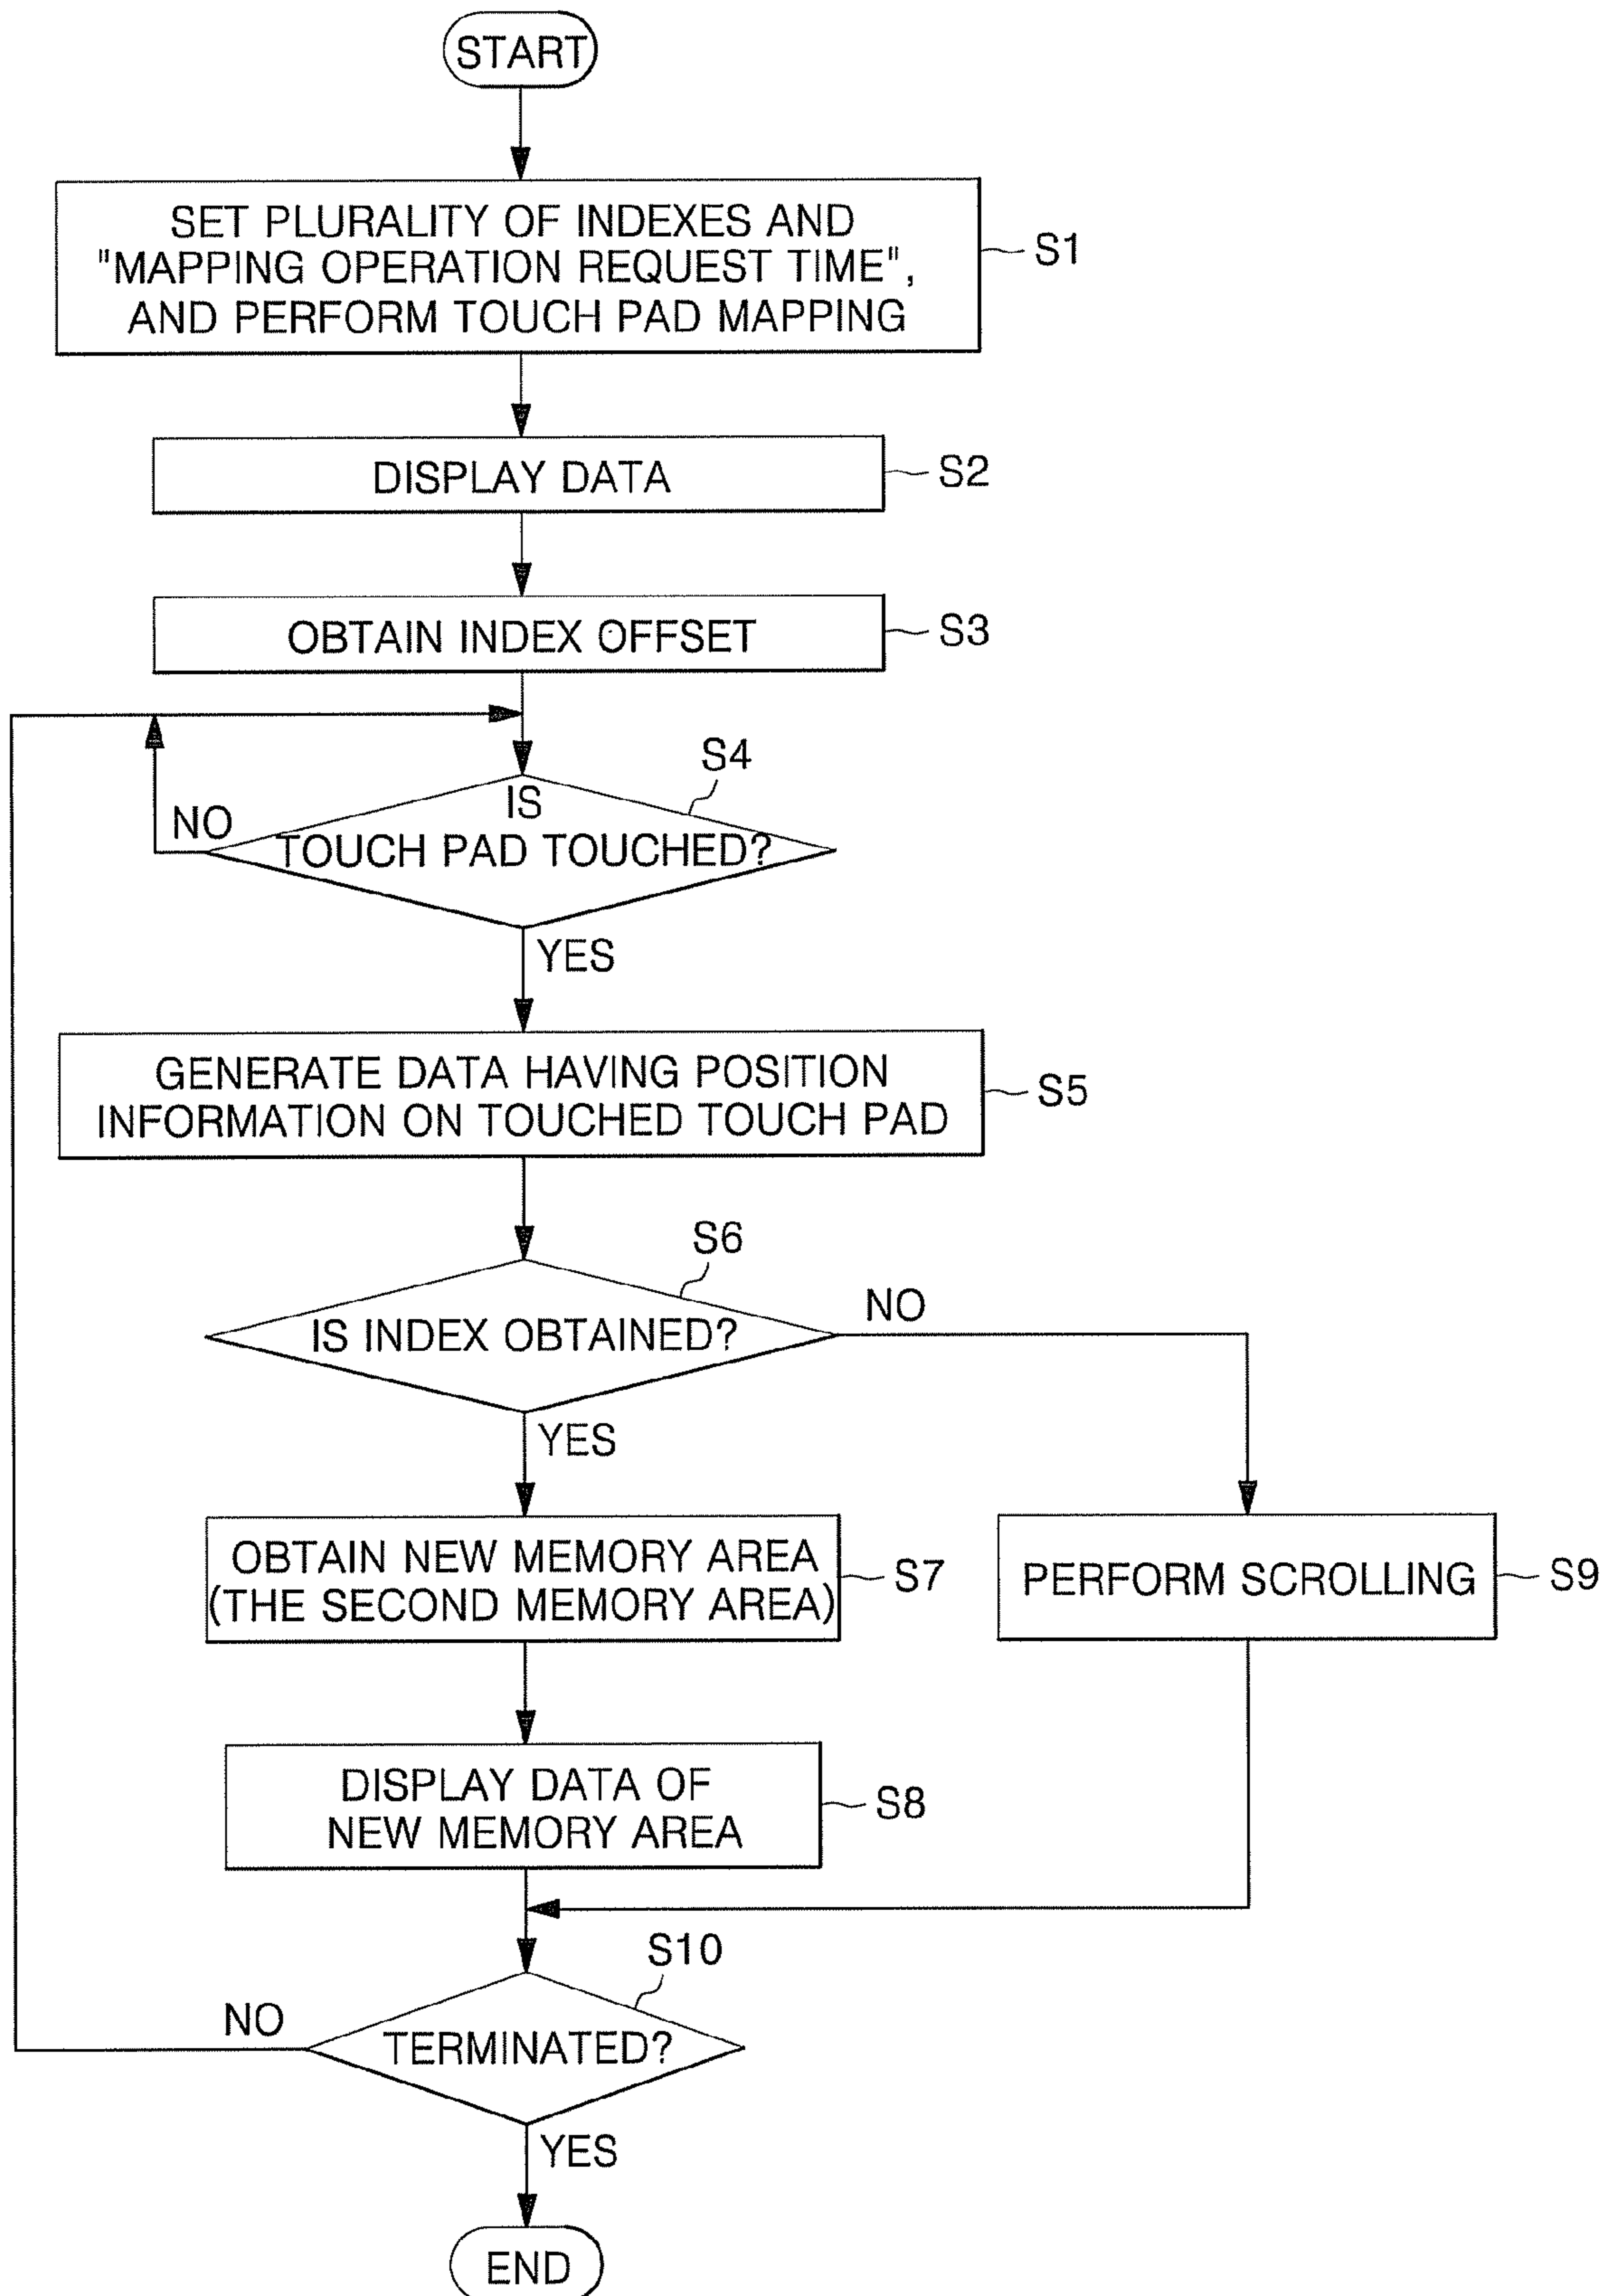 START
SET PLURALITY OF INDEXES AND
"MAPPING OPERATION REQUEST TIME",
AND PERFORM TOUCH PAD MAPPING
S1
DISPLAY DATA
S2
OBTAIN INDEX OFFSET
S3
S4
NO
IS
TOUCH PAD TOUCHED?
YES
GENERATE DATA HAVING POSITION
INFORMATION ON TOUCHED TOUCH PAD
S5
S6
NO
IS INDEX OBTAINED?
YES
OBTAIN NEW MEMORY AREA
(THE SECOND MEMORY AREA)
S7
PERFORM SCROLLING
S9
DISPLAY DATA OF
NEW MEMORY AREA
S8
S10
NO
TERMINATED?
YES
END